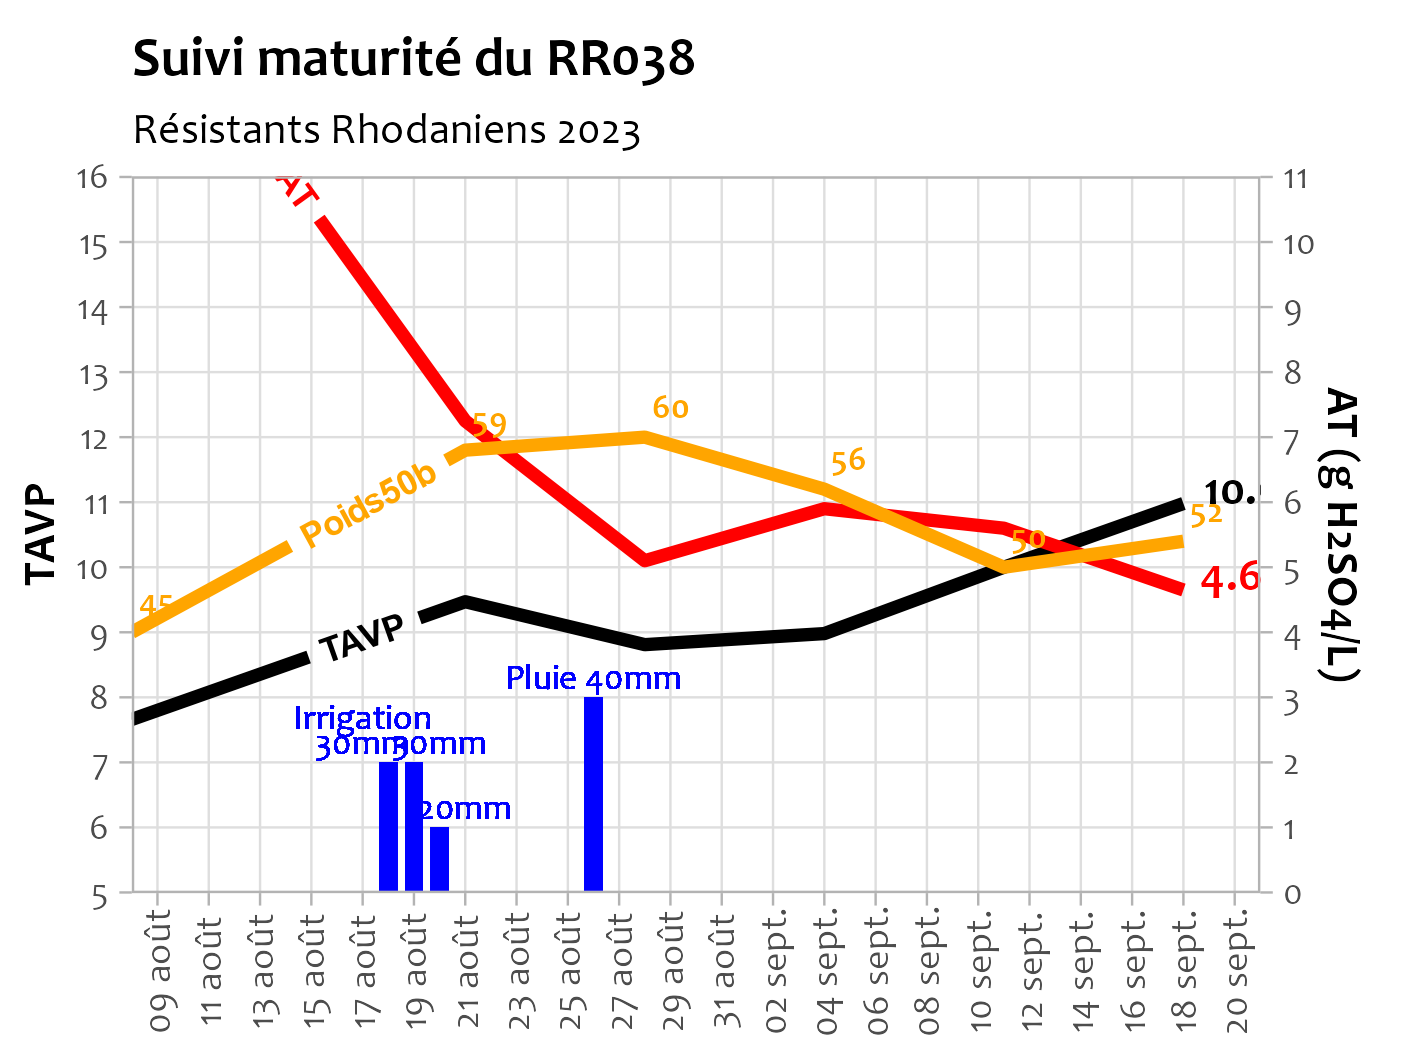 Suivi maturité du RR038
Résistants Rhodaniens 2023
16
15
14
13
12
11
10
9
8
7
6
5
TAVP
11
10
9
8
7
6
5
4
3
2
1
0
AT (g H2SO4/L)
AT
Poids50b
TAVP
45
59
60
56
50
52
10.
4.6
Irrigation
30mm
30mm
20mm
Pluie 40mm
09 août
11 août
13 août
15 août
17 août
19 août
21 août
23 août
25 août
27 août
29 août
31 août
02 sept.
04 sept.
06 sept.
08 sept.
10 sept.
12 sept.
14 sept.
16 sept.
18 sept.
20 sept.